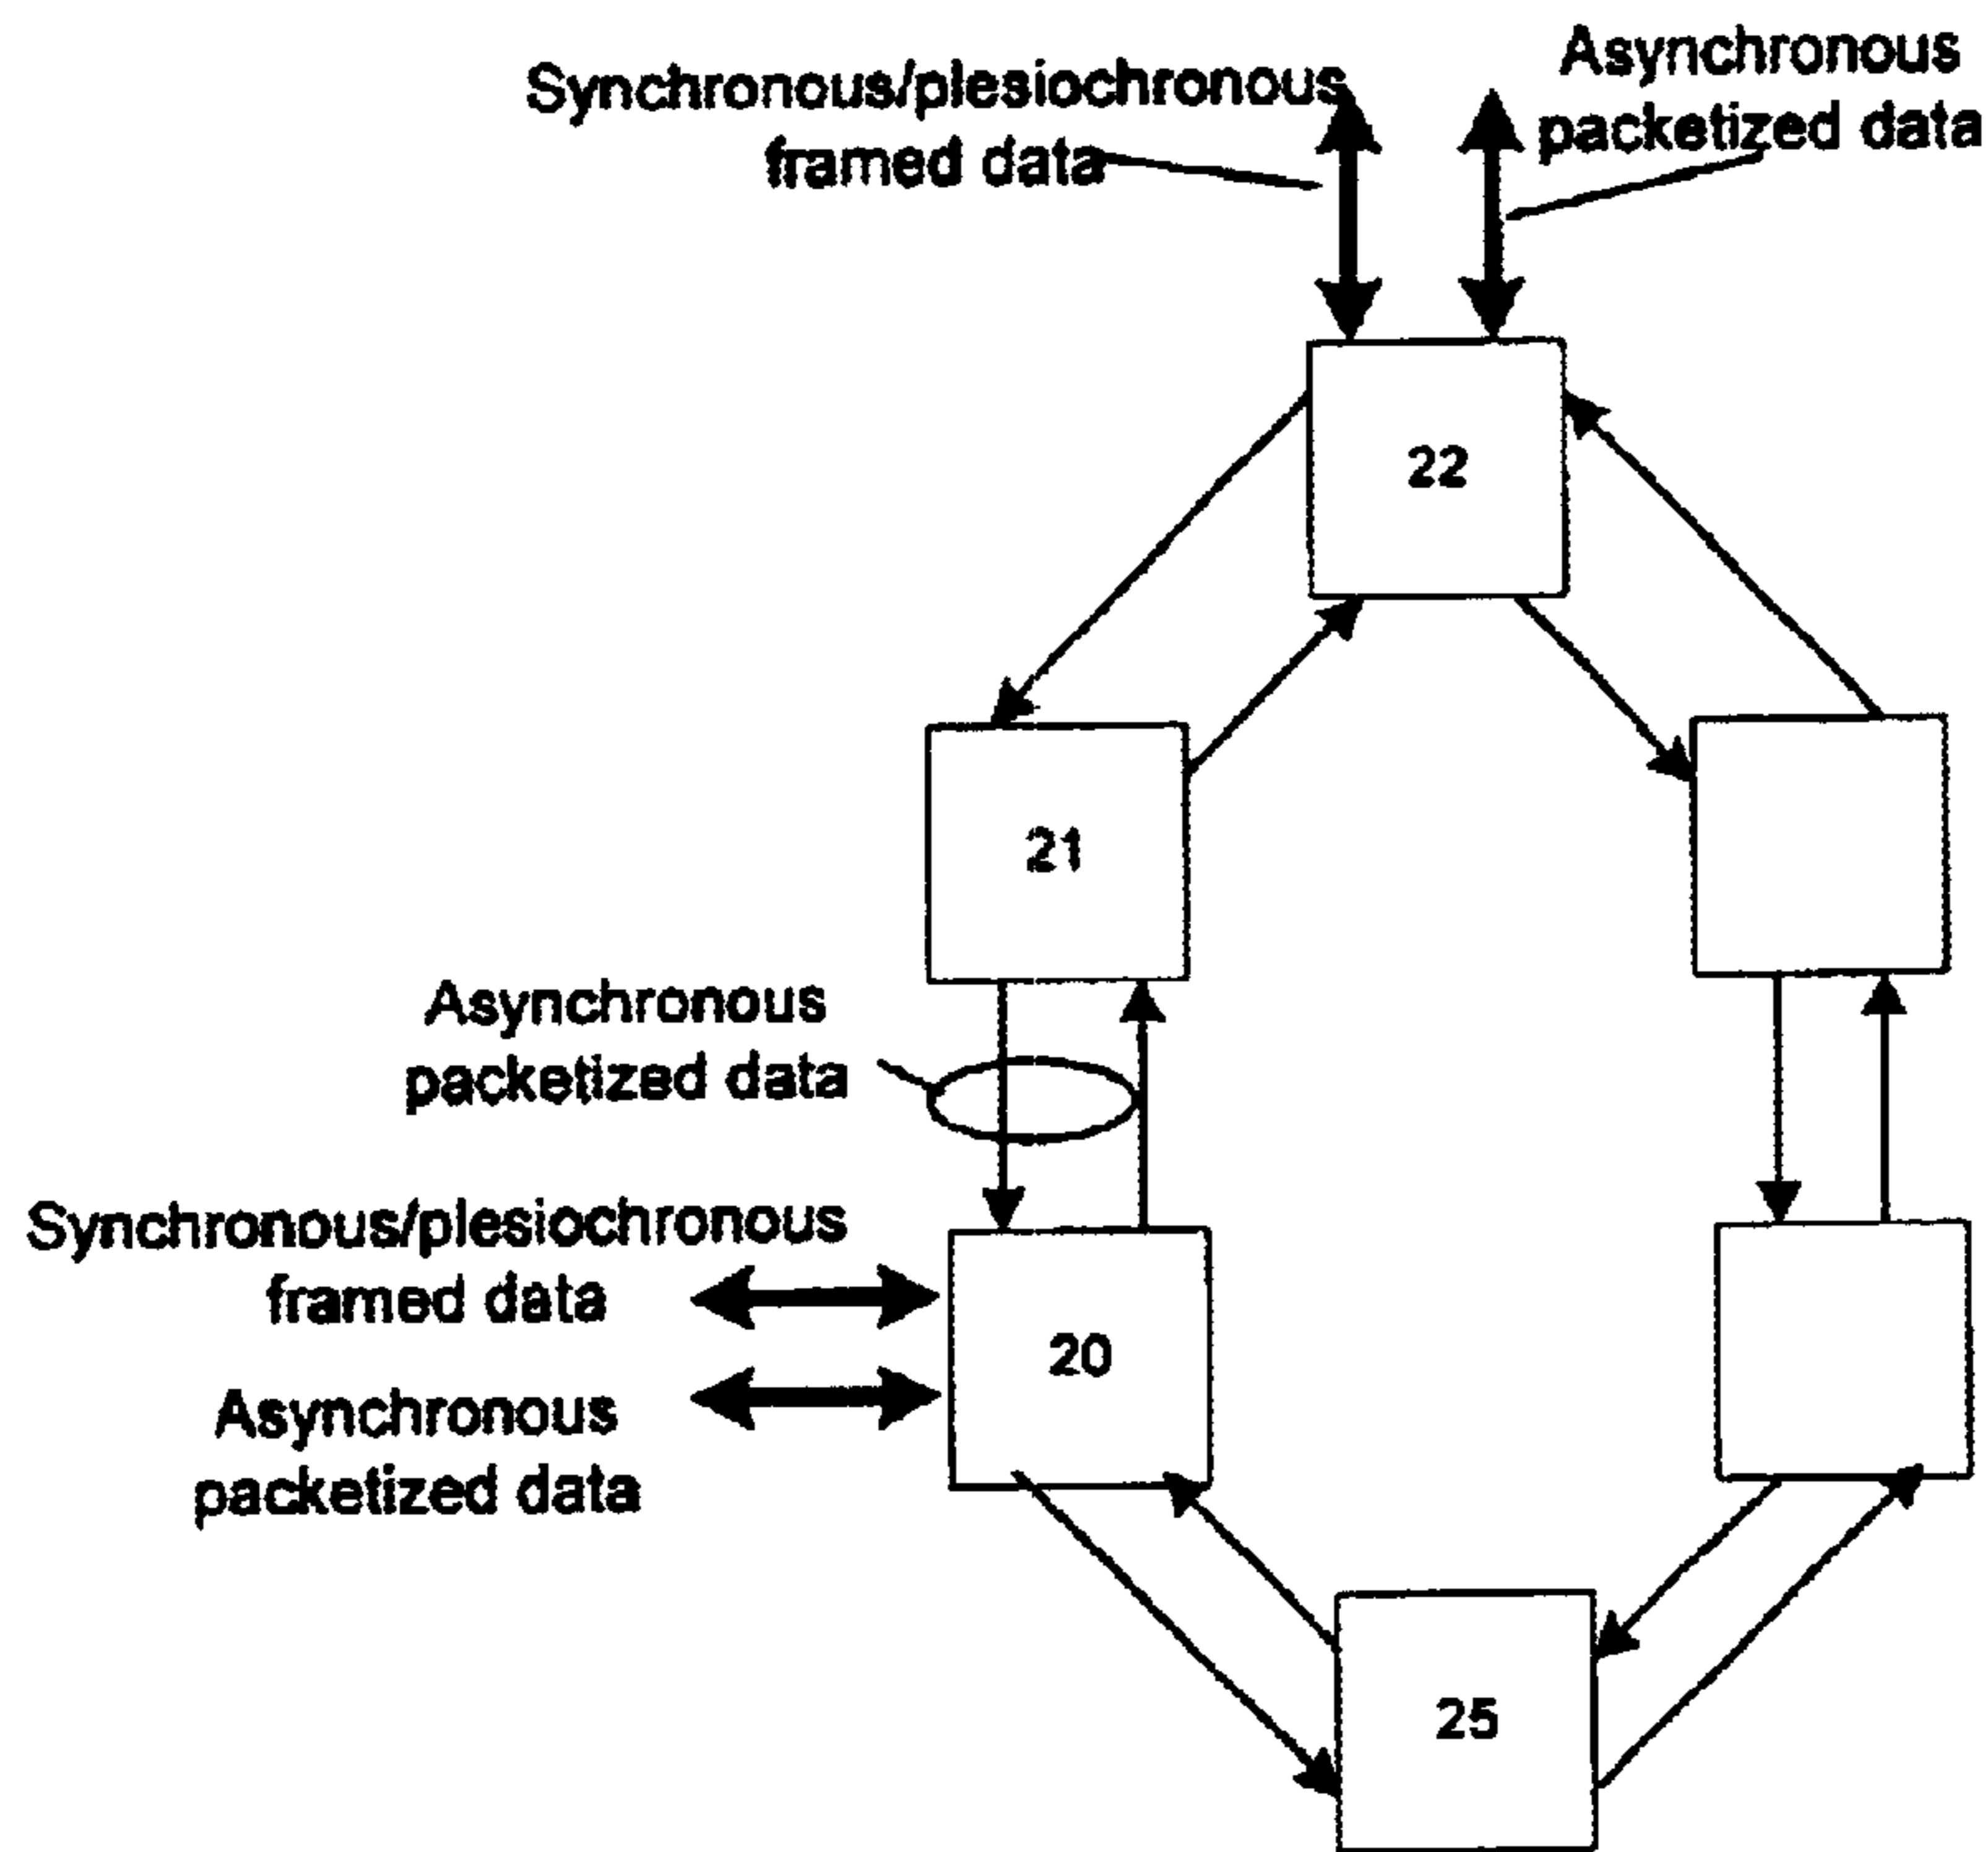 Synchronous/plesiochronous
framed data
Asynchronous
packetized data
22
21
Asynchronous
packetized data
Synchronous/plesiochronous
framed data
20
Asynchronous
packetized data
25